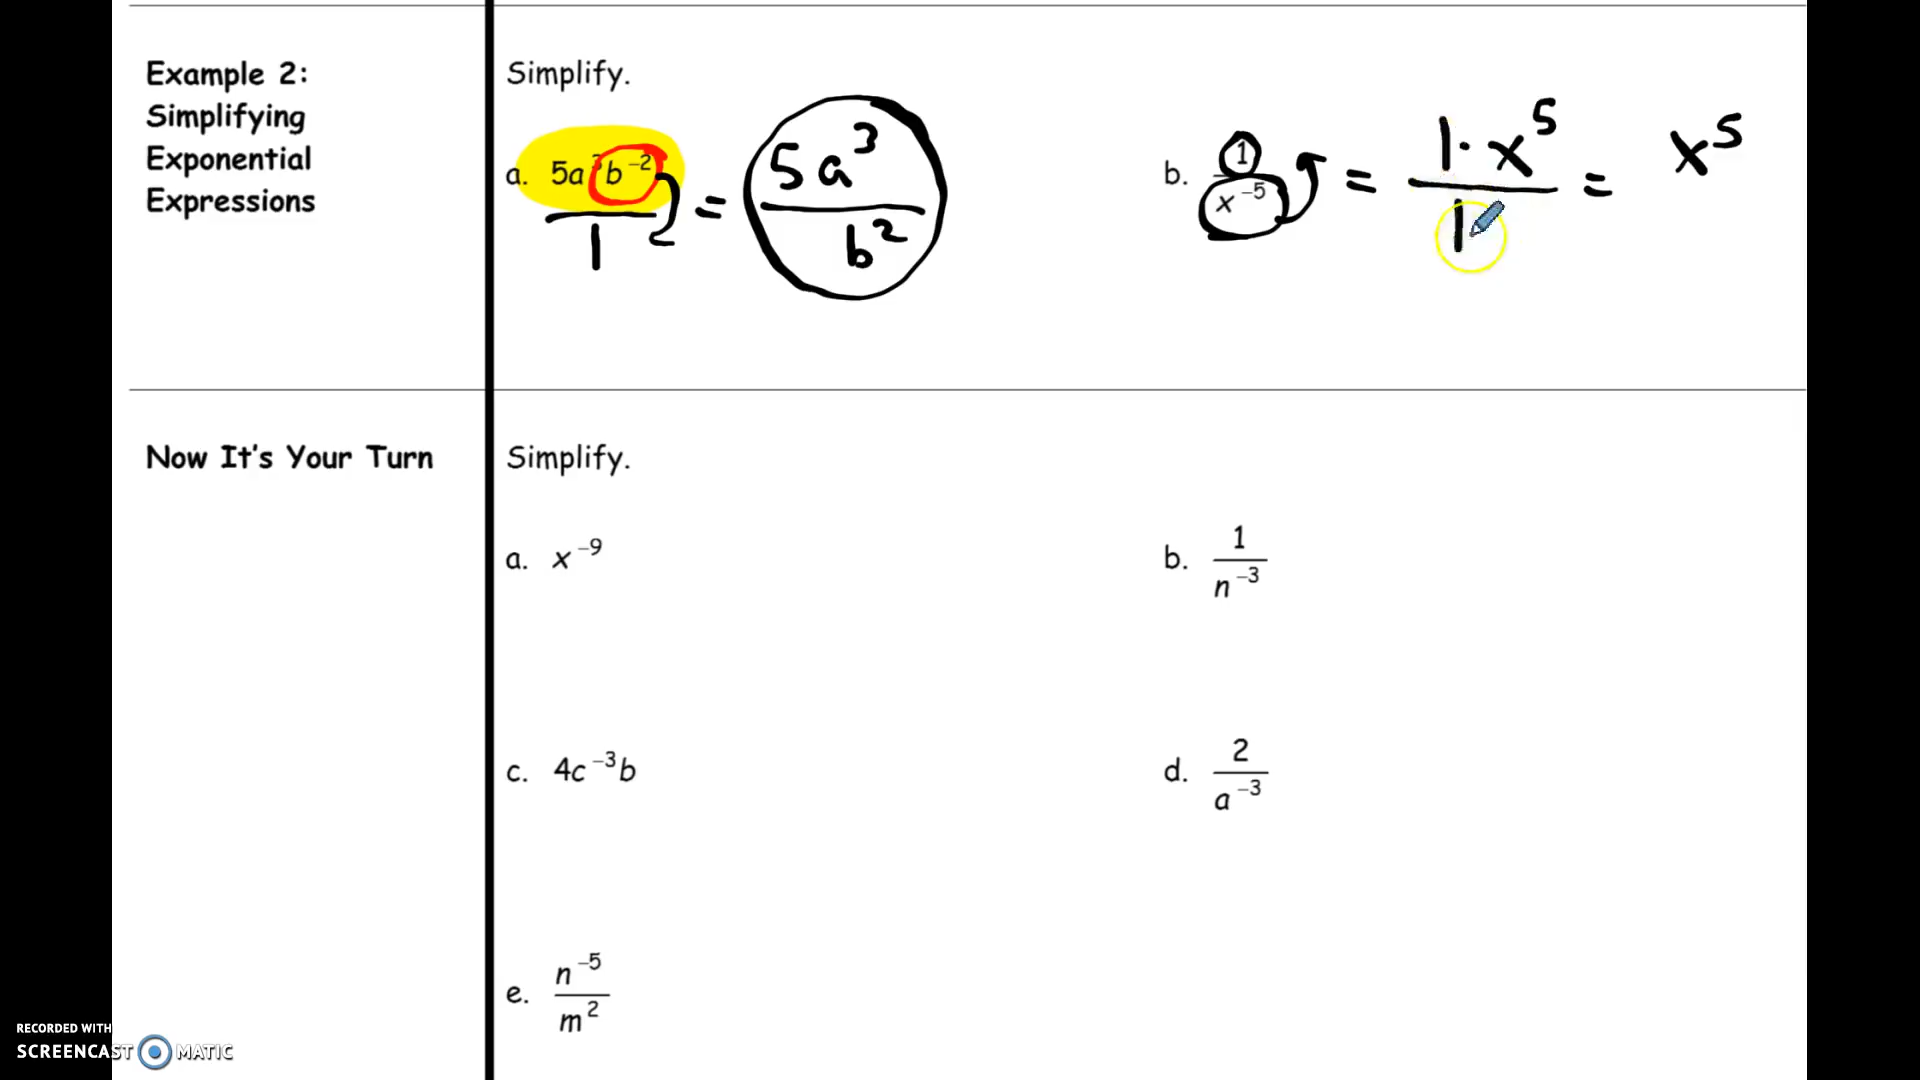 Example 2:
Simplifying
Exponential
Expressions
Simplify.
a. 5a³b⁻² / 1 = 5a³ / b²
b. 1 / x⁻⁵ = 1 · x⁵ / 1 = x⁵
Now It's Your Turn
Simplify.
a. x⁻⁹
b. 1 / n⁻³
c. 4c⁻³b
d. 2 / a⁻³
e. n⁻⁵ / m²
RECORDED WITH
SCREENCAST MATIC